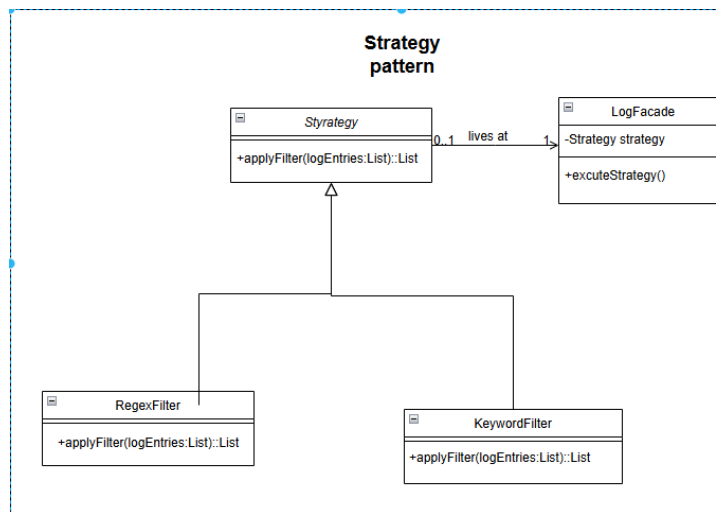 Strategy
pattern
Styrategy
+applyFilter(logEntries:List)::List
0..1
lives at
1
LogFacade
-Strategy strategy
+excuteStrategy()
RegexFilter
+applyFilter(logEntries:List)::List
KeywordFilter
+applyFilter(logEntries:List)::List